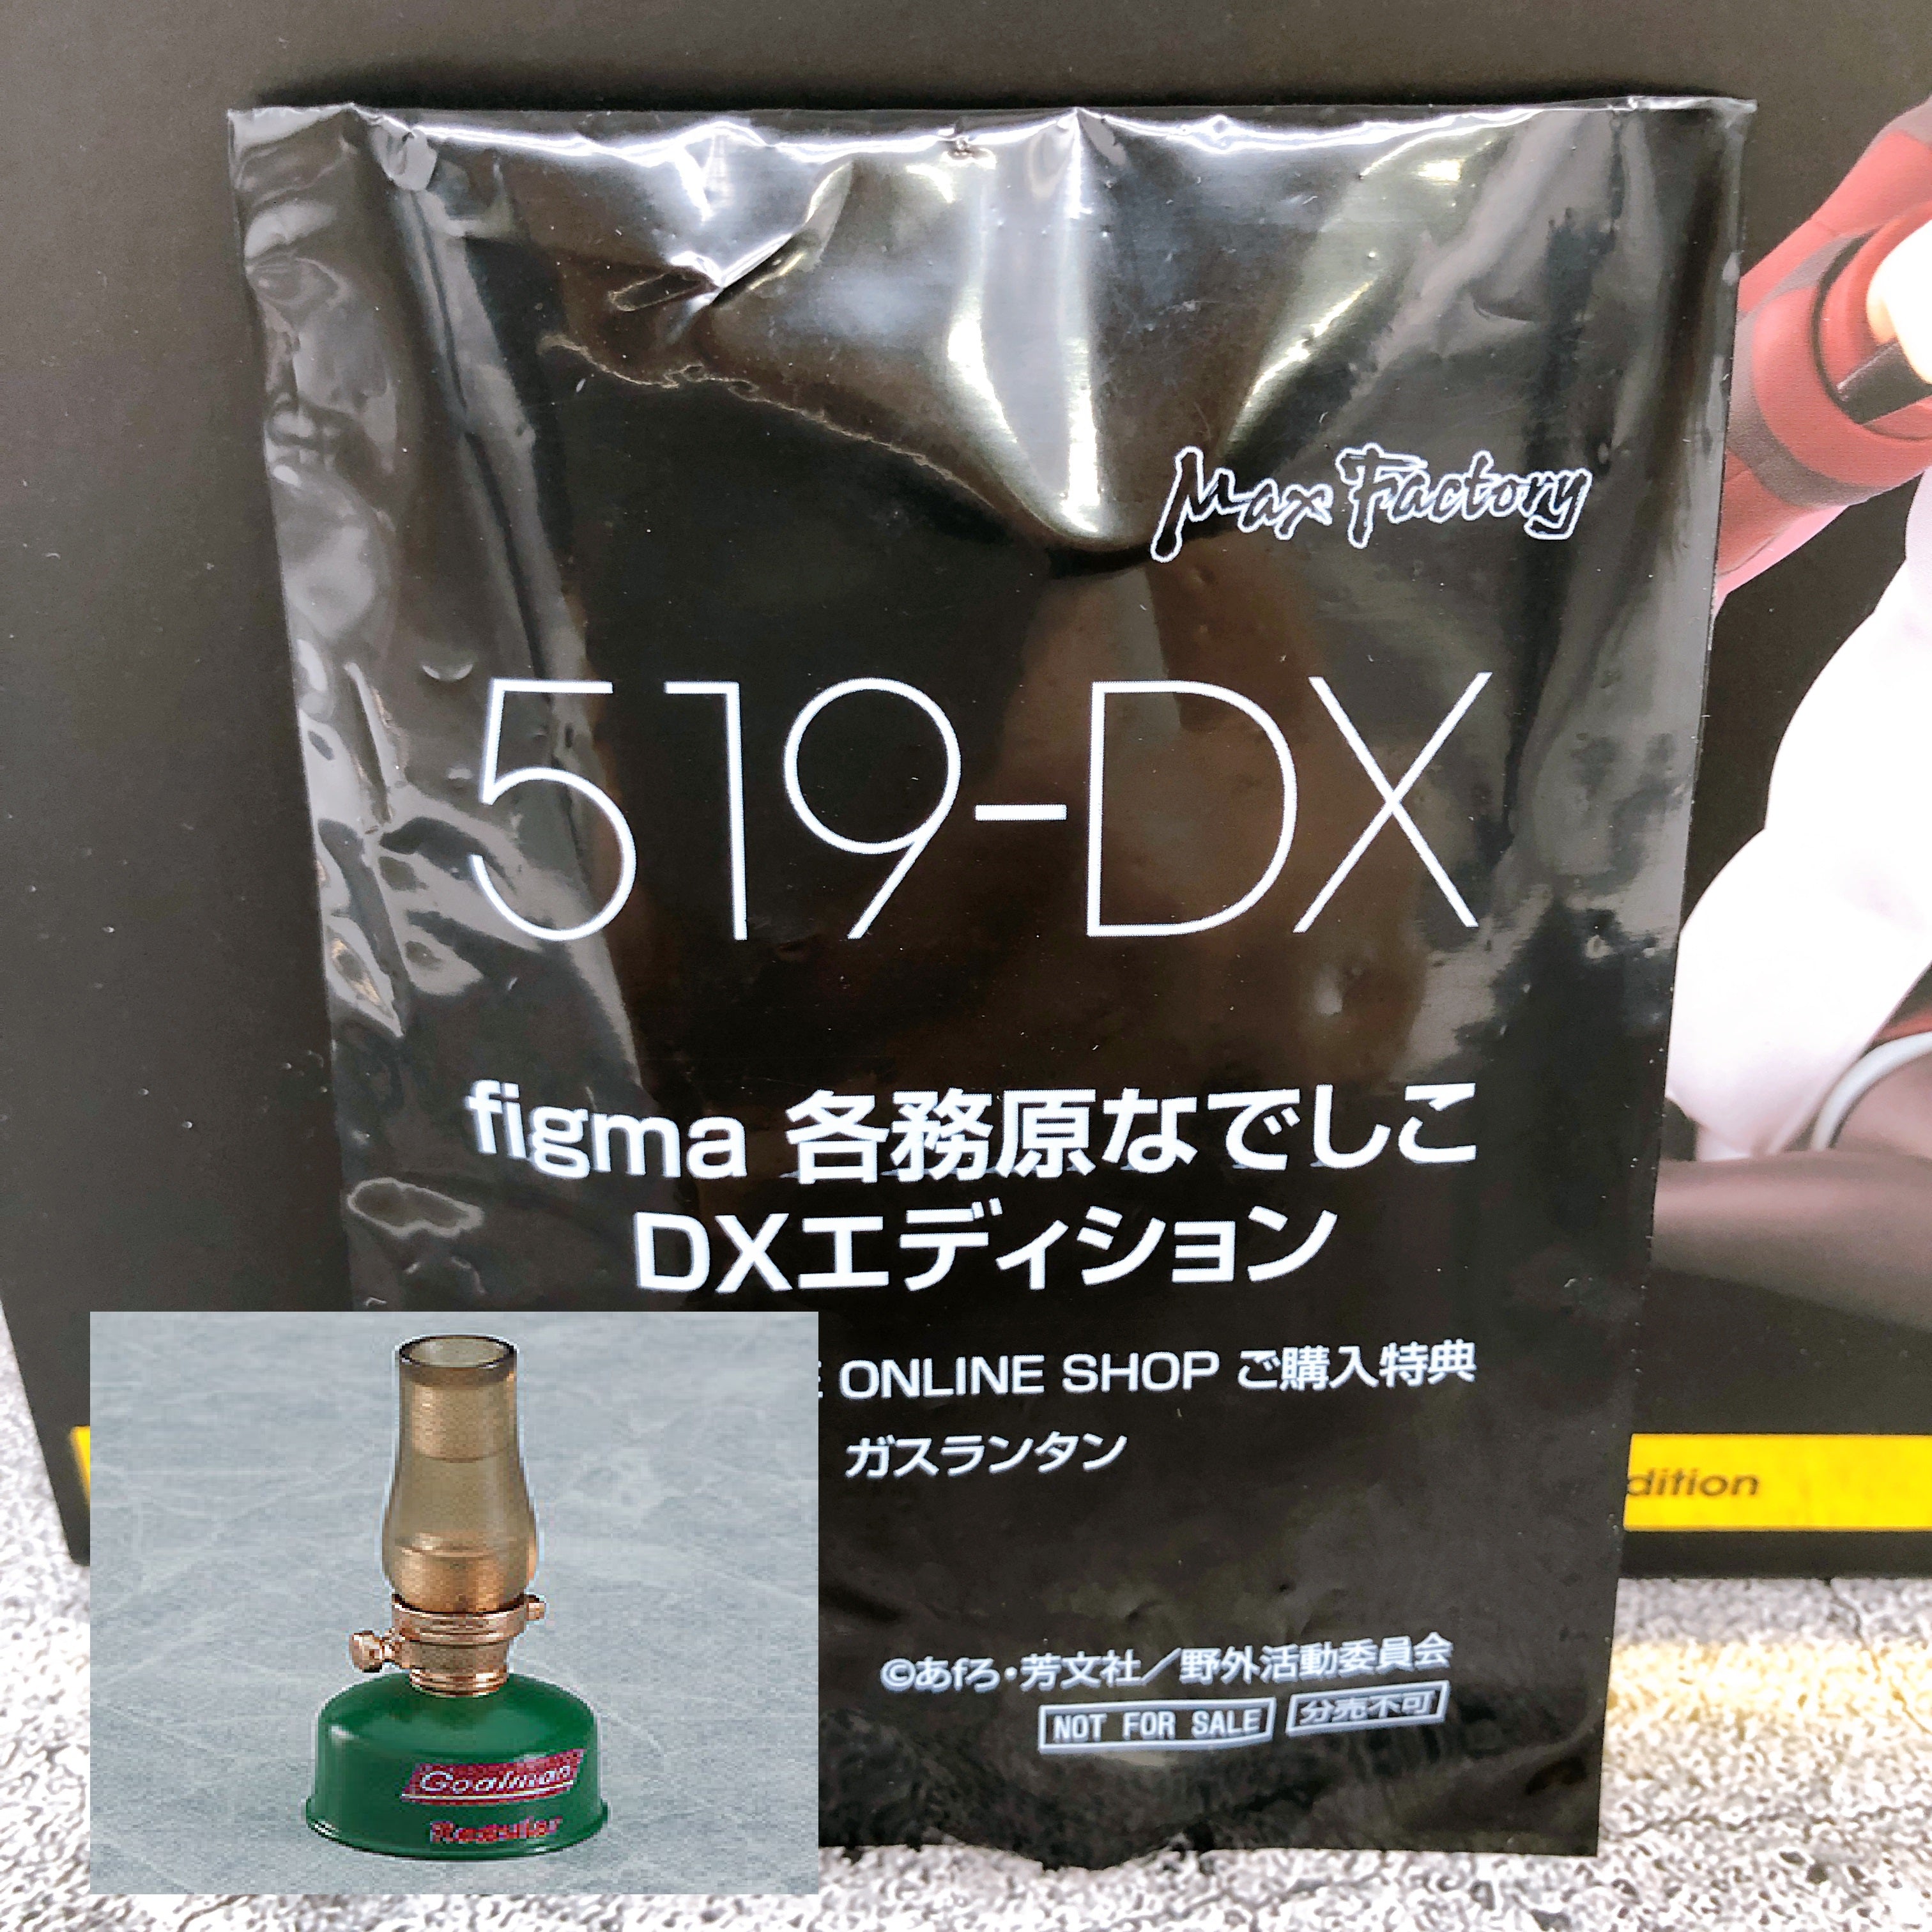 Max Factory
519-DX
figma 各務原なでしこ
DXエディション
ONLINE SHOP ご購入特典
ガスランタン
©あfろ・芳文社／野外活動委員会
NOT FOR SALE 分売不可
dition
Goalman